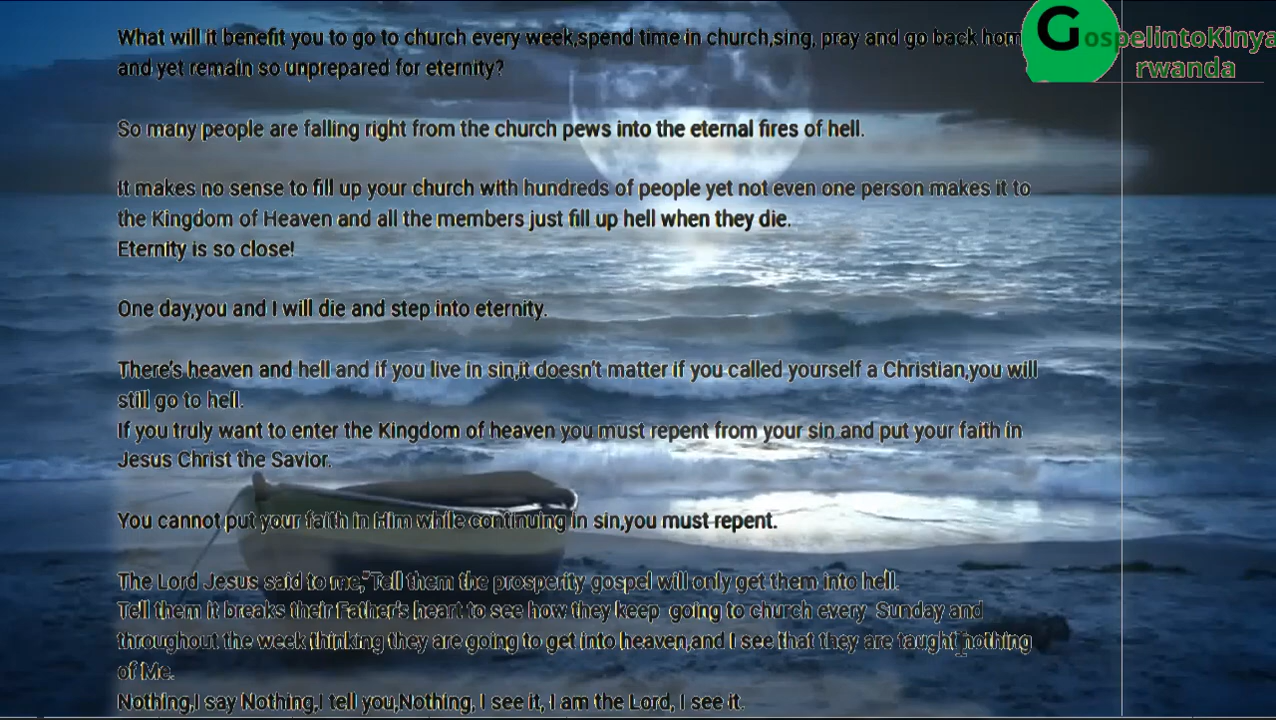 What will it benefit you to go to church every week,spend time in church,sing, pray and go back hom
and yet remain so unprepared for eternity?
So many people are falling right from the church pews into the eternal fires of hell.
It makes no sense to fill up your church with hundreds of people yet not even one person makes it to
the Kingdom of Heaven and all the members just fill up hell when they die.
Eternity is so close!
One day,you and I will die and step into eternity.
There's heaven and hell and if you live in sin,it doesn't matter if you called yourself a Christian,you will
still go to hell.
If you truly want to enter the Kingdom of heaven you must repent from your sin and put your faith in
Jesus Christ the Savior.
You cannot put your faith in Him while continuing in sin,you must repent.
The Lord Jesus said to me,"Tell them the prosperity gospel will only get them into hell.
Tell them it breaks their Father's heart to see how they keep going to church every Sunday and
throughout the week thinking they are going to get into heaven,and I see that they are taught nothing
of Me.
Nothing,I say Nothing,I tell you,Nothing, I see it, I am the Lord, I see it.
GospelintoKinya
rwanda